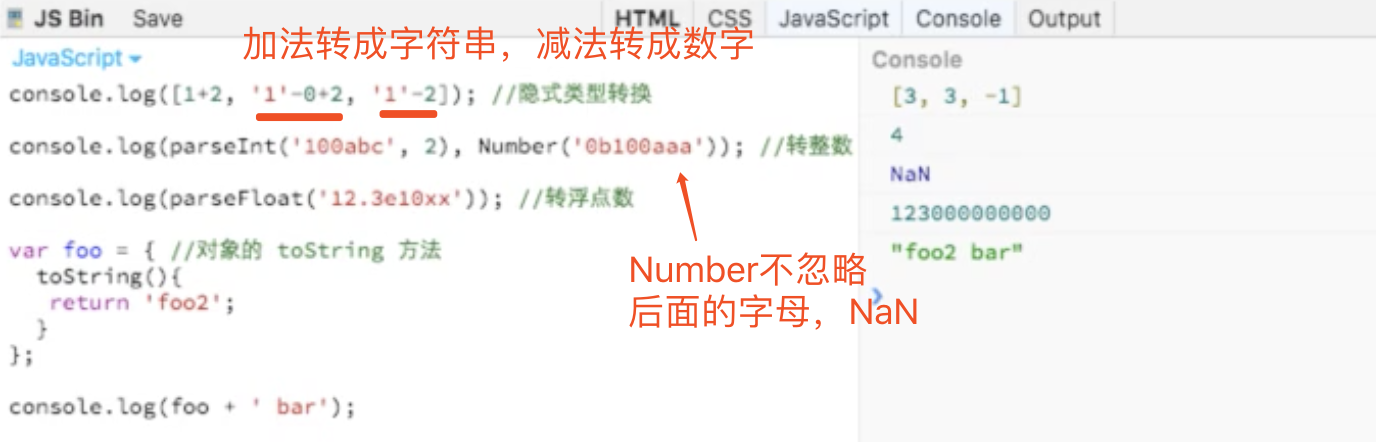 JS Bin Save HTML CSS JavaScript Console Output
加法转成字符串，减法转成数字
JavaScript
console.log([1+2, '1'-0+2, '1'-2]); //隐式类型转换
console.log(parseInt('100abc', 2), Number('0b100aaa')); //转整数
console.log(parseFloat('12.3e10xx')); //转浮点数
var foo = { //对象的 toString 方法
toString(){
return 'foo2';
}
};
console.log(foo + ' bar');
Number不忽略
后面的字母，NaN
Console
[3, 3, -1]
4
NaN
123000000000
"foo2 bar"